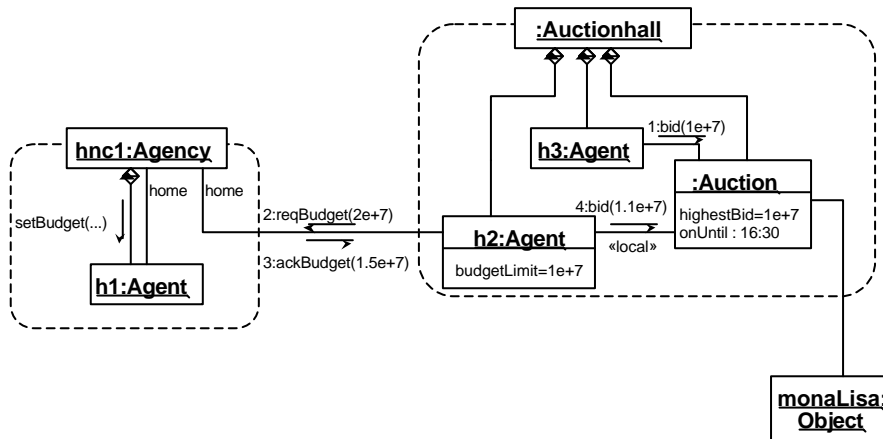 :Auctionhall
1:bid(1e+7)
hnc1:Agency
h3:Agent
home
home
:Auction
setBudget(...)
2:reqBudget(2e+7)
4:bid(1.1e+7)
highestBid=1e+7
onUntil : 16:30
h2:Agent
«local»
3:ackBudget(1.5e+7)
budgetLimit=1e+7
h1:Agent
monaLisa:
Object